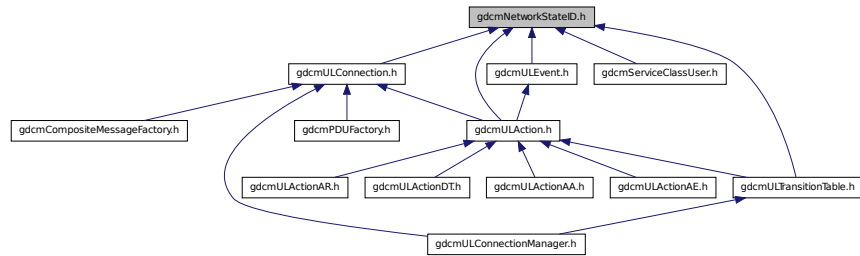 gdcmNetworkStateID.h
gdcmULConnection.h
gdcmULEvent.h
gdcmServiceClassUser.h
gdcmCompositeMessageFactory.h
gdcmPDUFactory.h
gdcmULAction.h
gdcmULActionAR.h
gdcmULActionDT.h
gdcmULActionAA.h
gdcmULActionAE.h
gdcmULTransitionTable.h
gdcmULConnectionManager.h